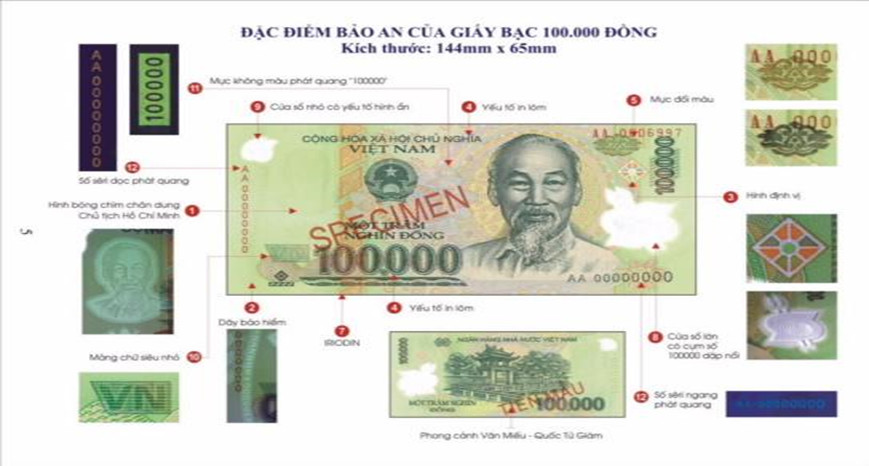 ĐẶC ĐIỂM BẢO AN CỦA GIẤY BẠC 100.000 ĐỒNG
Kích thước: 144mm x 65mm
AA 00000000
100000
11
Mực không màu phát quang "100000"
9
Cửa sổ nhỏ có yếu tố hình ẩn
4
Yếu tố in lõm
5
Mực đổi màu
AA 000
AA 000
12
Số sêri dọc phát quang
CỘNG HÒA XÃ HỘI CHỦ NGHĨA
VIỆT NAM
100000
AA 00000000
SPECIMEN
MỘT TRĂM
NGHÌN ĐỒNG
100.000
AA 00000000
VN
3
Hình định vị
Hình bóng chìm chân dung
Chủ tịch Hồ Chí Minh
1
5
2
Dây bảo hiểm
7
IRIODIN
4
Yếu tố in lõm
8
Cửa sổ lớn
có cụm số
100000 dập nổi
Mảng chữ siêu nhỏ
10
VN
NGÂN HÀNG NHÀ NƯỚC VIỆT NAM
100000
MỘT TRĂM NGHÌN
ĐỒNG
TIỀN MẪU
100.000
12
Số sêri ngang
phát quang
AA 00000000
Phong cảnh Văn Miếu - Quốc Tử Giám